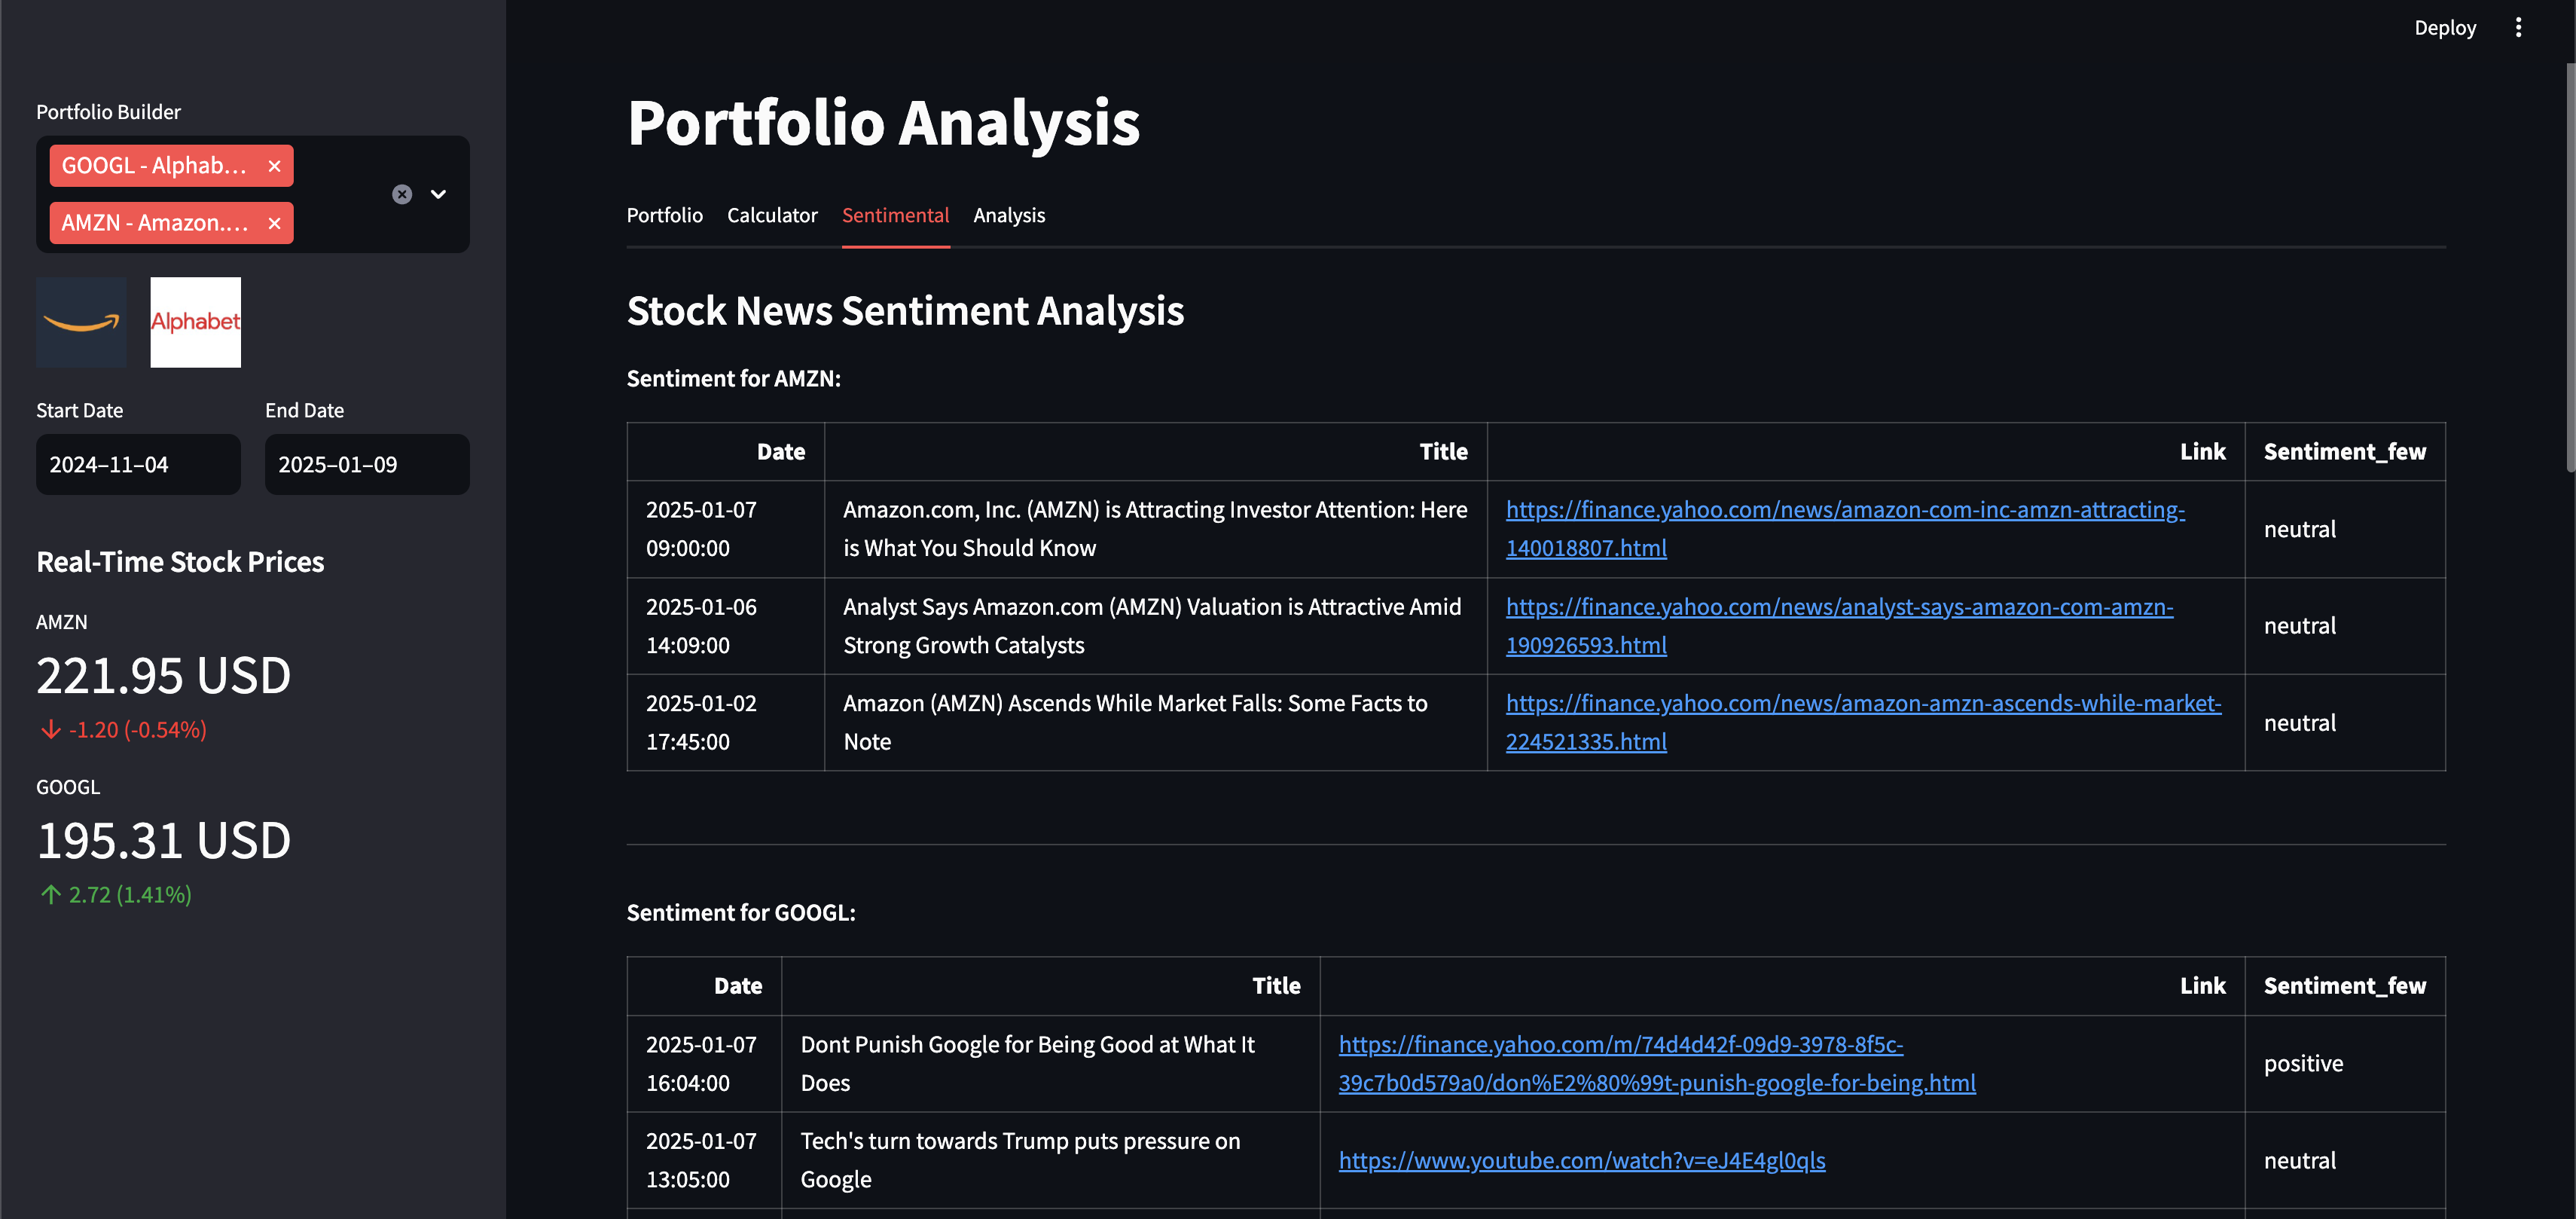 Deploy
Portfolio Builder
GOOGL - Alphab...
AMZN - Amazon....
Alphabet
Start Date
End Date
2024–11–04
2025–01–09
Real-Time Stock Prices
AMZN
221.95 USD
-1.20 (-0.54%)
GOOGL
195.31 USD
2.72 (1.41%)
Portfolio Analysis
Portfolio Calculator Sentimental Analysis
Stock News Sentiment Analysis
Sentiment for AMZN:
Date Title Link Sentiment_few
2025-01-07
09:00:00
Amazon.com, Inc. (AMZN) is Attracting Investor Attention: Here
is What You Should Know
https://finance.yahoo.com/news/amazon-com-inc-amzn-attracting-
140018807.html
neutral
2025-01-06
14:09:00
Analyst Says Amazon.com (AMZN) Valuation is Attractive Amid
Strong Growth Catalysts
https://finance.yahoo.com/news/analyst-says-amazon-com-amzn-
190926593.html
neutral
2025-01-02
17:45:00
Amazon (AMZN) Ascends While Market Falls: Some Facts to
Note
https://finance.yahoo.com/news/amazon-amzn-ascends-while-market-
224521335.html
neutral
Sentiment for GOOGL:
Date Title Link Sentiment_few
2025-01-07
16:04:00
Dont Punish Google for Being Good at What It
Does
https://finance.yahoo.com/m/74d4d42f-09d9-3978-8f5c-
39c7b0d579a0/don%E2%80%99t-punish-google-for-being.html
positive
2025-01-07
13:05:00
Tech's turn towards Trump puts pressure on
Google
https://www.youtube.com/watch?v=eJ4E4gl0qls
neutral